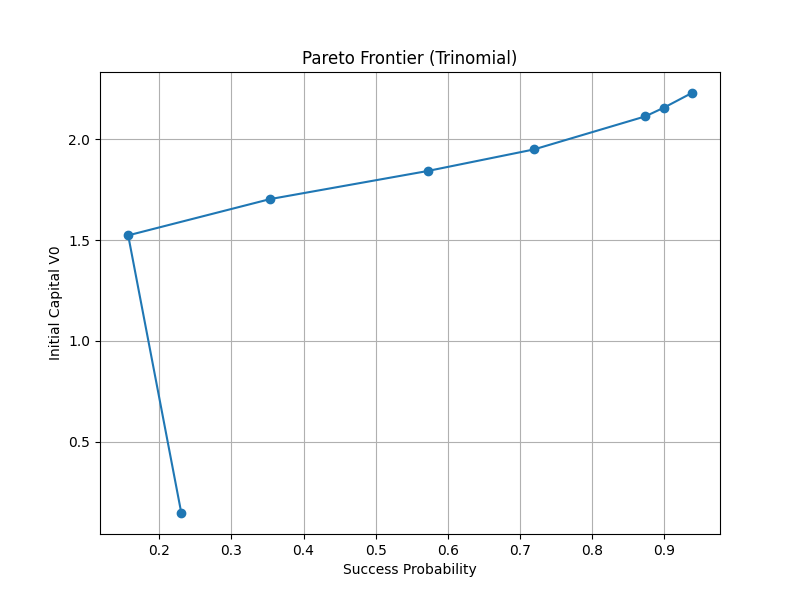 Pareto Frontier (Trinomial)
Initial Capital V0
2.0
1.5
1.0
0.5
0.2 0.3 0.4 0.5 0.6 0.7 0.8 0.9
Success Probability